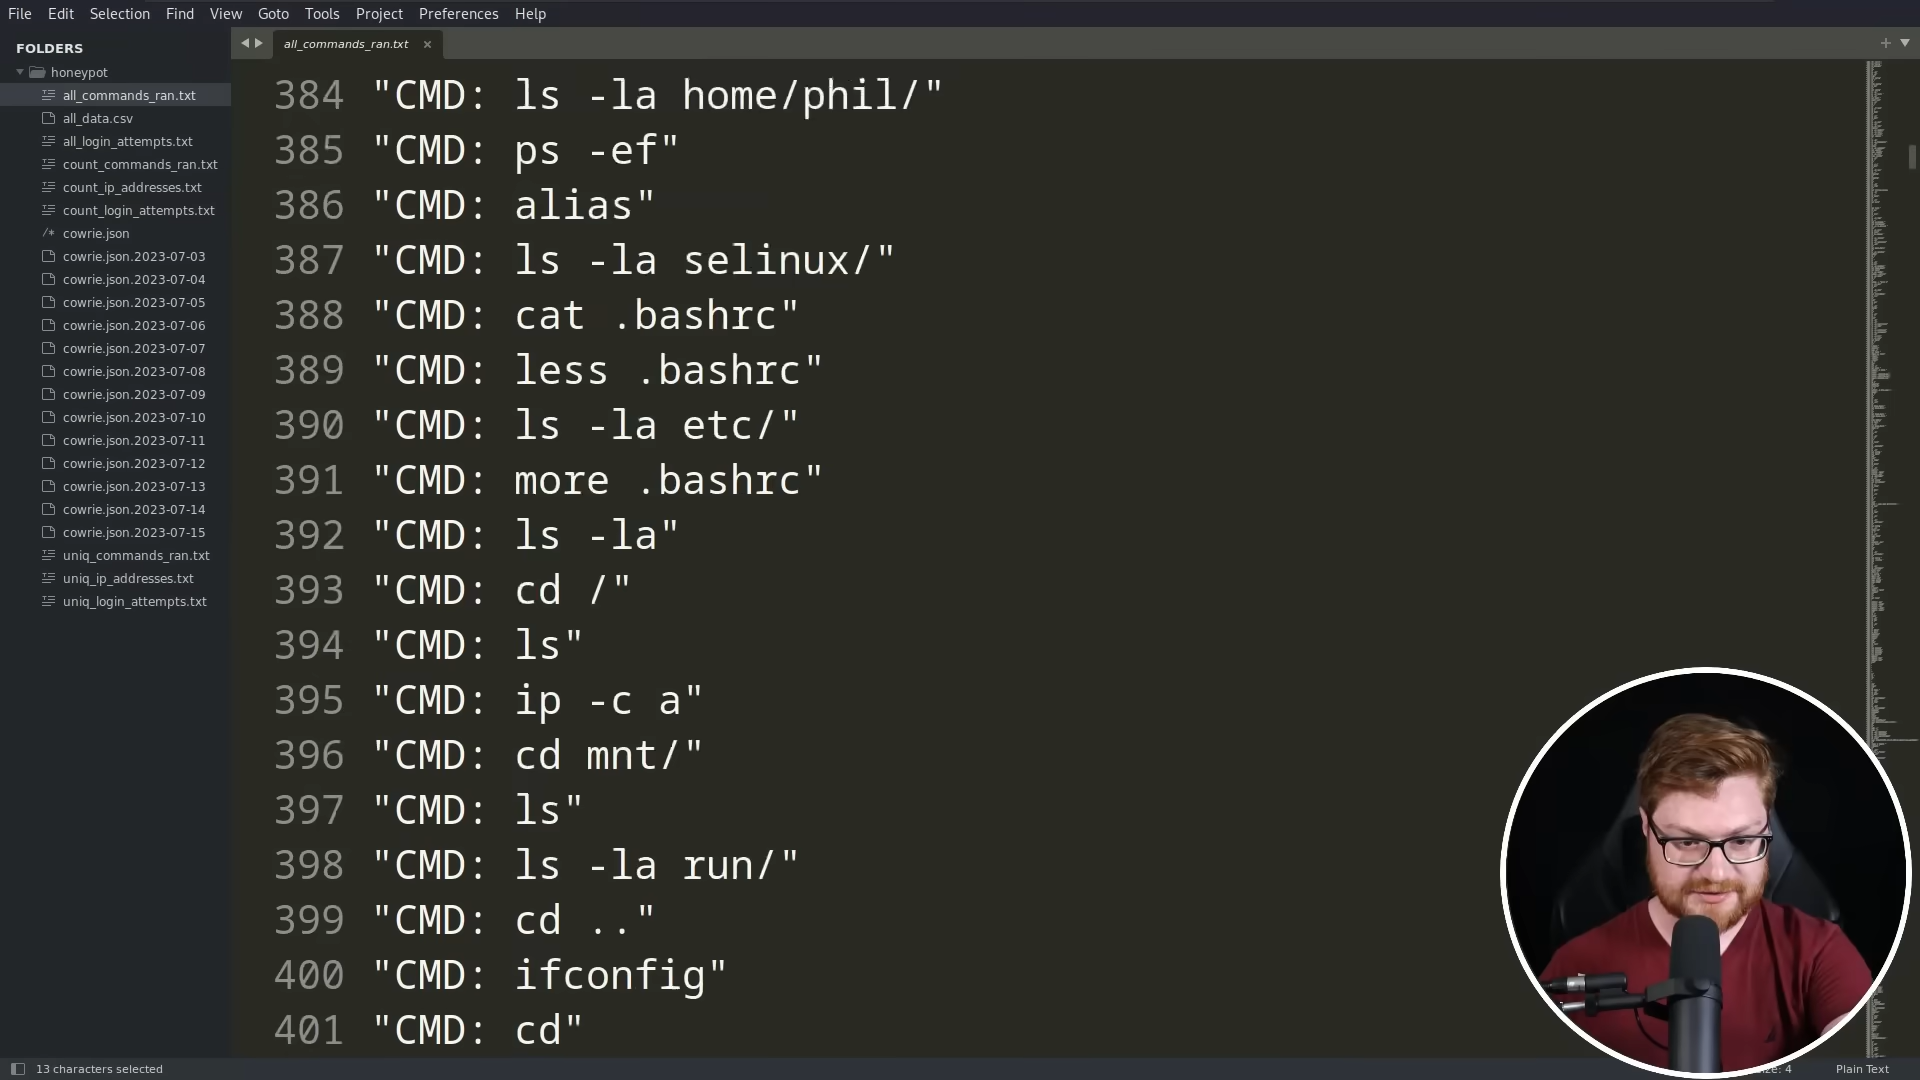 File Edit Selection Find View Goto Tools Project Preferences Help
FOLDERS
honeypot
all_commands_ran.txt
all_data.csv
all_login_attempts.txt
count_commands_ran.txt
count_ip_addresses.txt
count_login_attempts.txt
/* cowrie.json
cowrie.json.2023-07-03
cowrie.json.2023-07-04
cowrie.json.2023-07-05
cowrie.json.2023-07-06
cowrie.json.2023-07-07
cowrie.json.2023-07-08
cowrie.json.2023-07-09
cowrie.json.2023-07-10
cowrie.json.2023-07-11
cowrie.json.2023-07-12
cowrie.json.2023-07-13
cowrie.json.2023-07-14
cowrie.json.2023-07-15
uniq_commands_ran.txt
uniq_ip_addresses.txt
uniq_login_attempts.txt
all_commands_ran.txt
384 "CMD: ls -la home/phil/"
385 "CMD: ps -ef"
386 "CMD: alias"
387 "CMD: ls -la selinux/"
388 "CMD: cat .bashrc"
389 "CMD: less .bashrc"
390 "CMD: ls -la etc/"
391 "CMD: more .bashrc"
392 "CMD: ls -la"
393 "CMD: cd /"
394 "CMD: ls"
395 "CMD: ip -c a"
396 "CMD: cd mnt/"
397 "CMD: ls"
398 "CMD: ls -la run/"
399 "CMD: cd .."
400 "CMD: ifconfig"
401 "CMD: cd"
13 characters selected
4
Plain Text